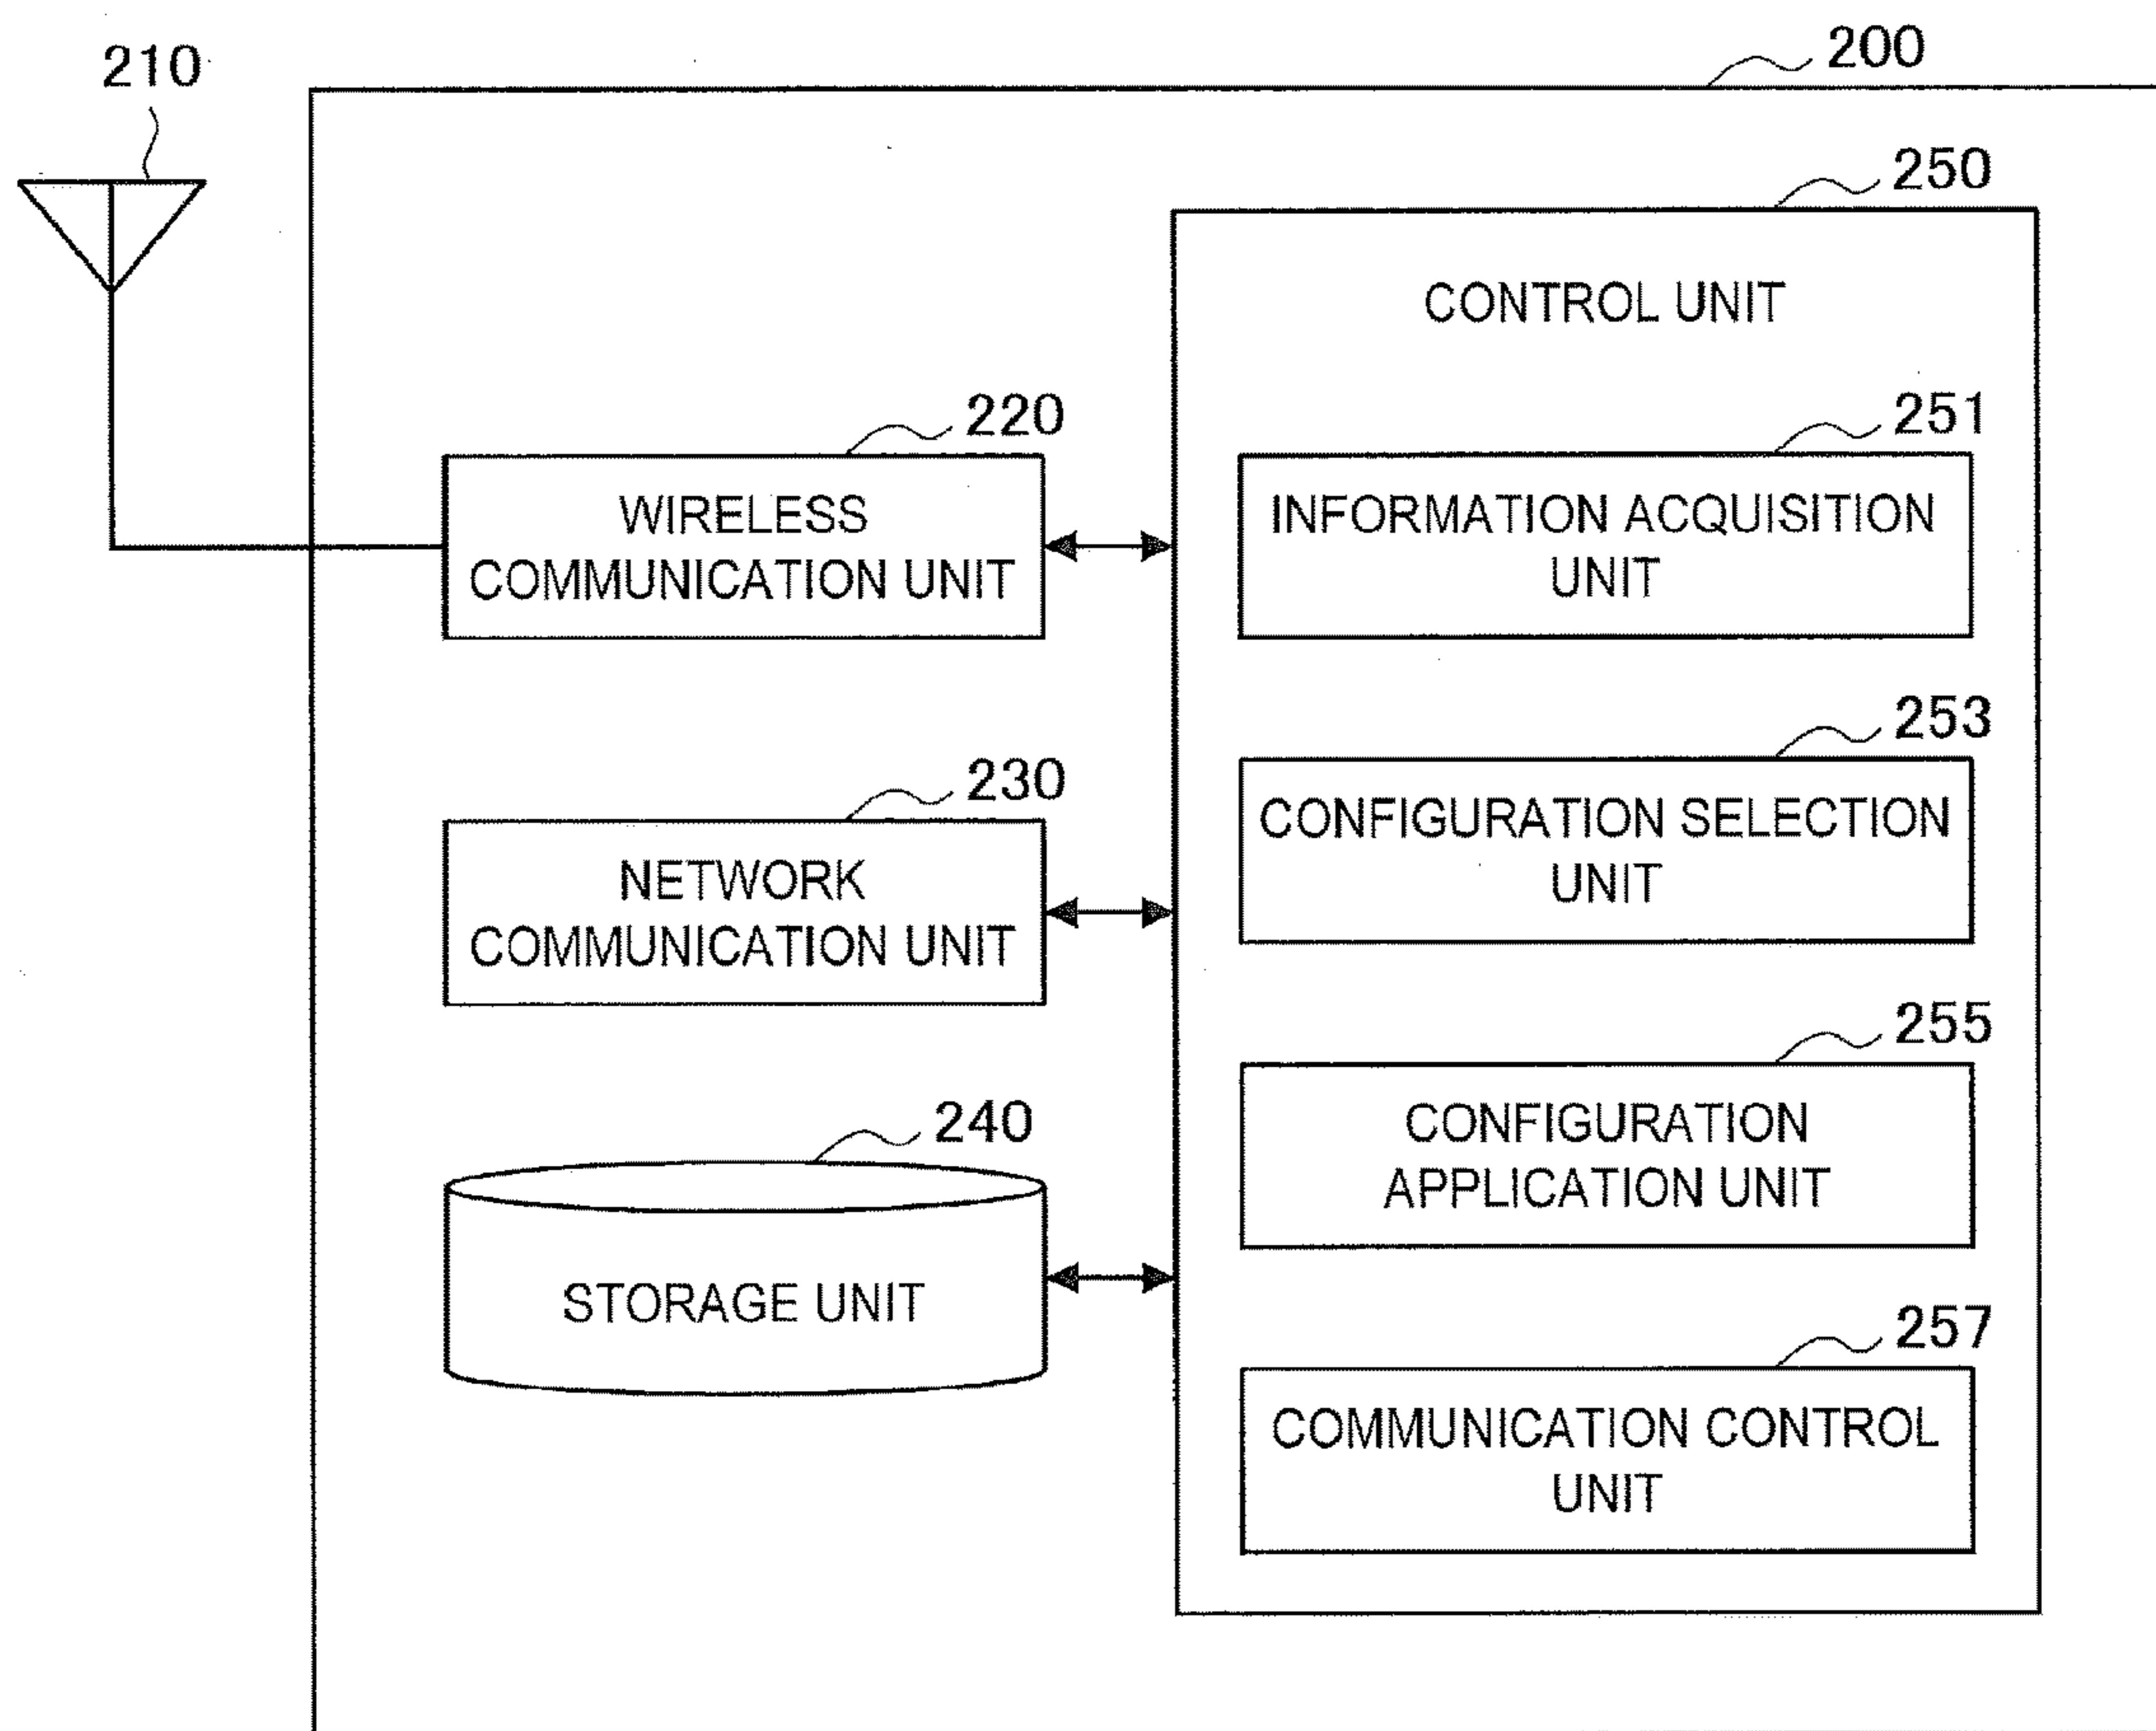 210
200
250
CONTROL UNIT
220
WIRELESS
COMMUNICATION UNIT
251
INFORMATION ACQUISITION
UNIT
230
NETWORK
COMMUNICATION UNIT
253
CONFIGURATION SELECTION
UNIT
240
STORAGE UNIT
255
CONFIGURATION
APPLICATION UNIT
257
COMMUNICATION CONTROL
UNIT